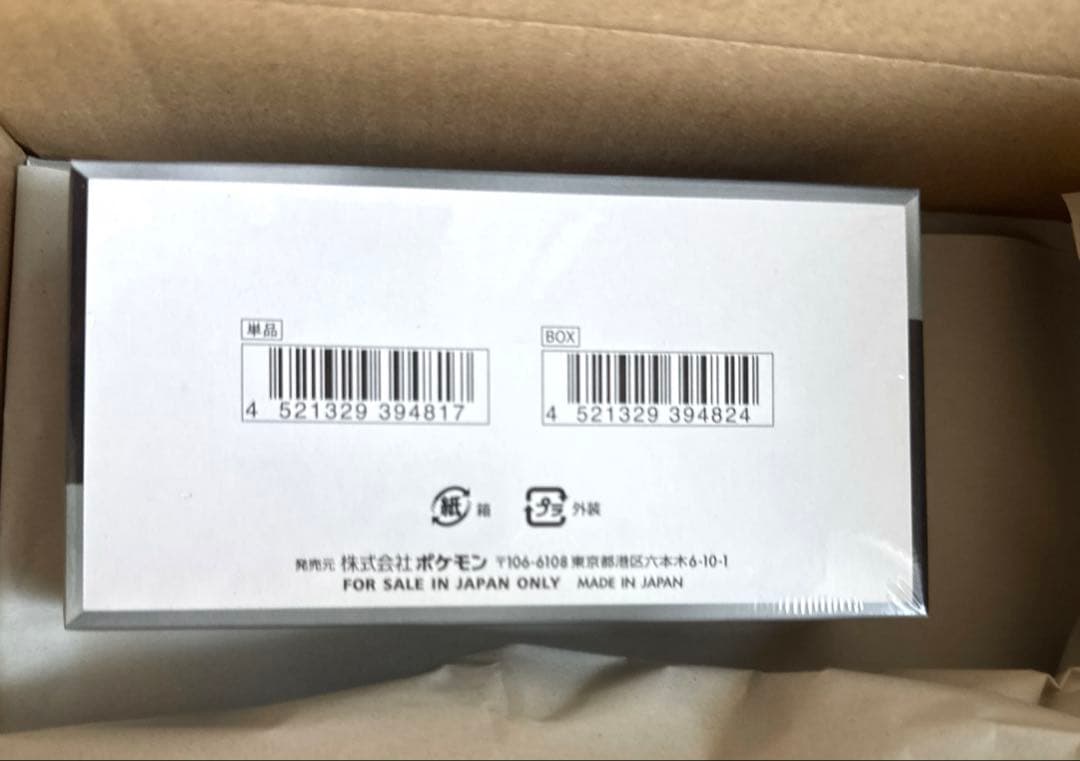 単品
4 521329 394817
BOX
4 521329 394824
紙 箱
プラ 外装
発売元 株式会社ポケモン 〒106-6108 東京都港区六本木6-10-1
FOR SALE IN JAPAN ONLY MADE IN JAPAN